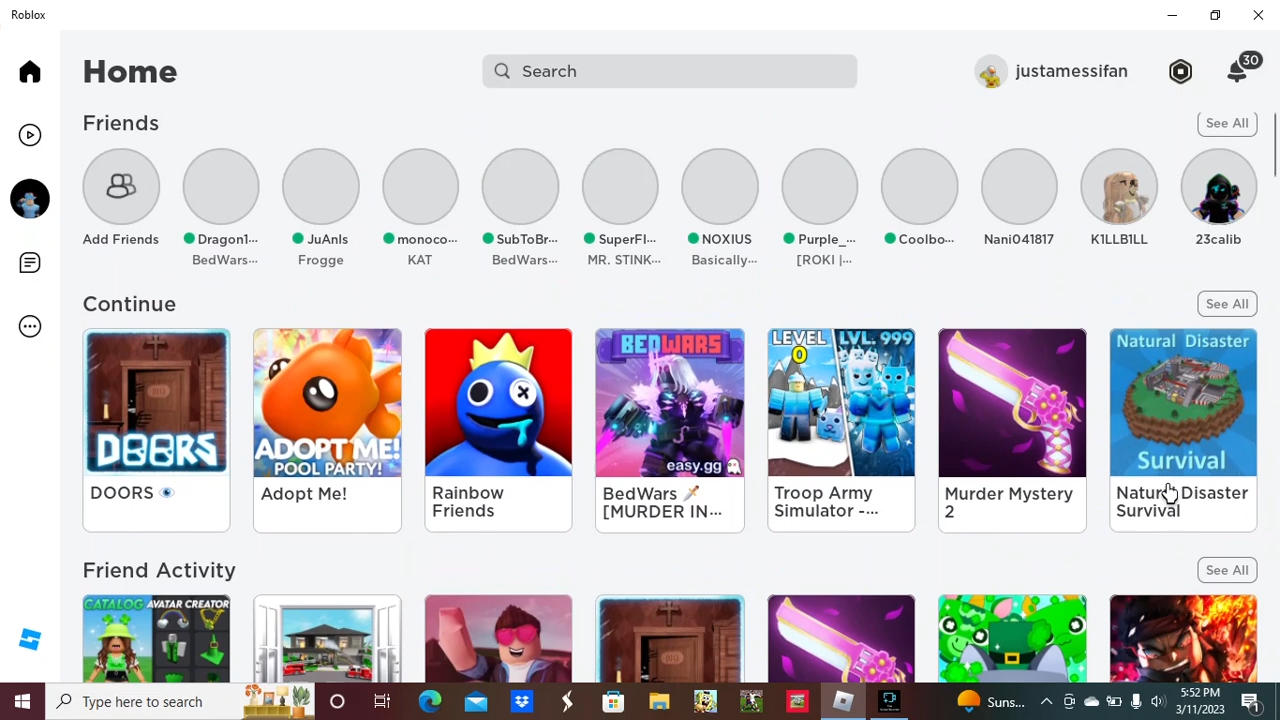 Roblox
Home
Search
justamessifan
30
Friends
See All
Add Friends
Dragon1...
JuAnls
monoco...
SubToBr...
SuperFl...
NOXIUS
Purple_...
Coolbo...
Nani041817
K1LLB1LL
23calib
BedWars...
Frogge
KAT
BedWars...
MR. STINK...
Basically...
[ROKI |...
Continue
See All
DOORS
ADOPT ME!
POOL PARTY!
BEDWARS
easy.gg
LEVEL 0
LVL. 999
Natural Disaster
Survival
DOORS 👁
Adopt Me!
Rainbow
Friends
BedWars 🗡
[MURDER IN...
Troop Army
Simulator -...
Murder Mystery
2
Natural Disaster
Survival
Friend Activity
See All
CATALOG AVATAR CREATOR
Type here to search
Suns...
5:52 PM
3/11/2023
1